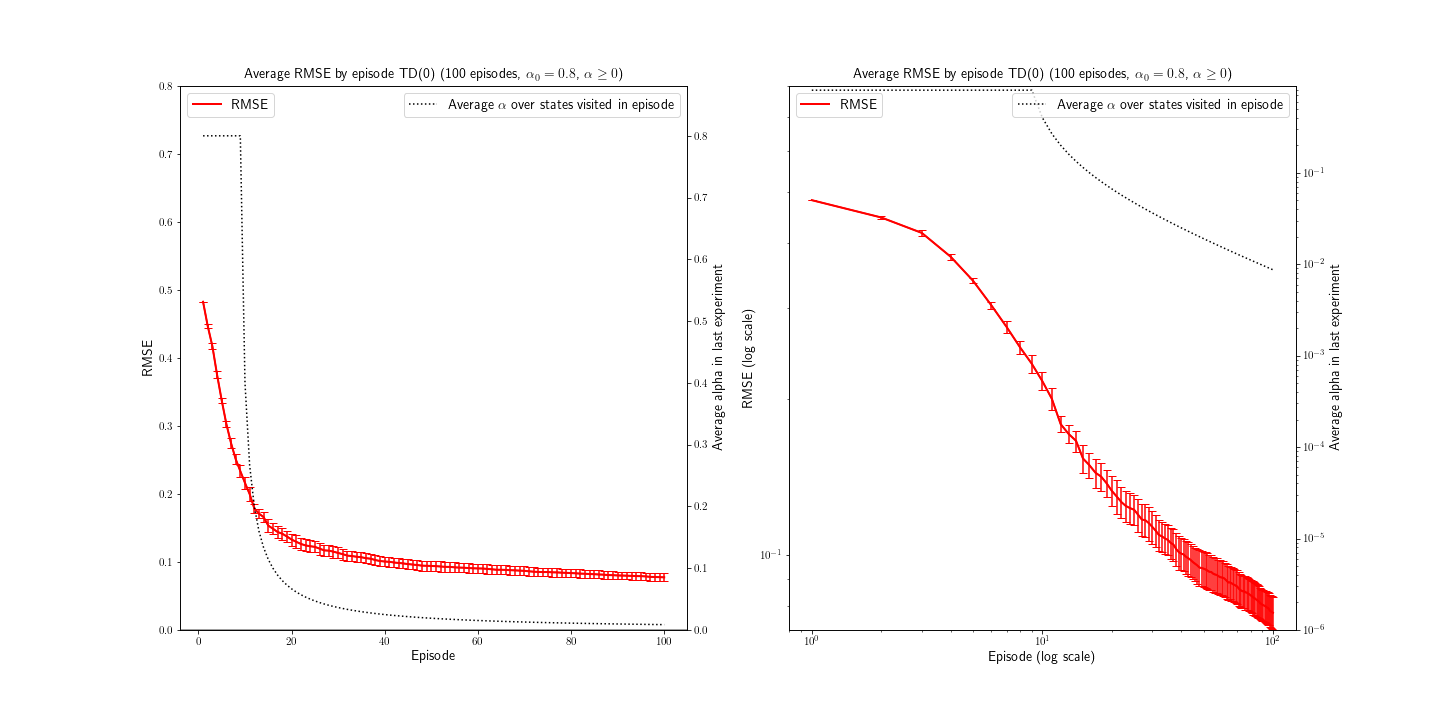 Average RMSE by episode TD(0) (100 episodes, α₀ = 0.8, α ≥ 0)
RMSE
Average α over states visited in episode
0.8
0.7
0.6
0.5
0.4
0.3
0.2
0.1
0.0
RMSE
0.8
0.7
0.6
0.5
0.4
0.3
0.2
0.1
0.0
Average alpha in last experiment
0
20
40
60
80
100
Episode
Average RMSE by episode TD(0) (100 episodes, α₀ = 0.8, α ≥ 0)
RMSE
Average α over states visited in episode
10⁻¹
RMSE (log scale)
10⁻¹
10⁻²
10⁻³
10⁻⁴
10⁻⁵
10⁻⁶
Average alpha in last experiment
10⁰
10¹
10²
Episode (log scale)